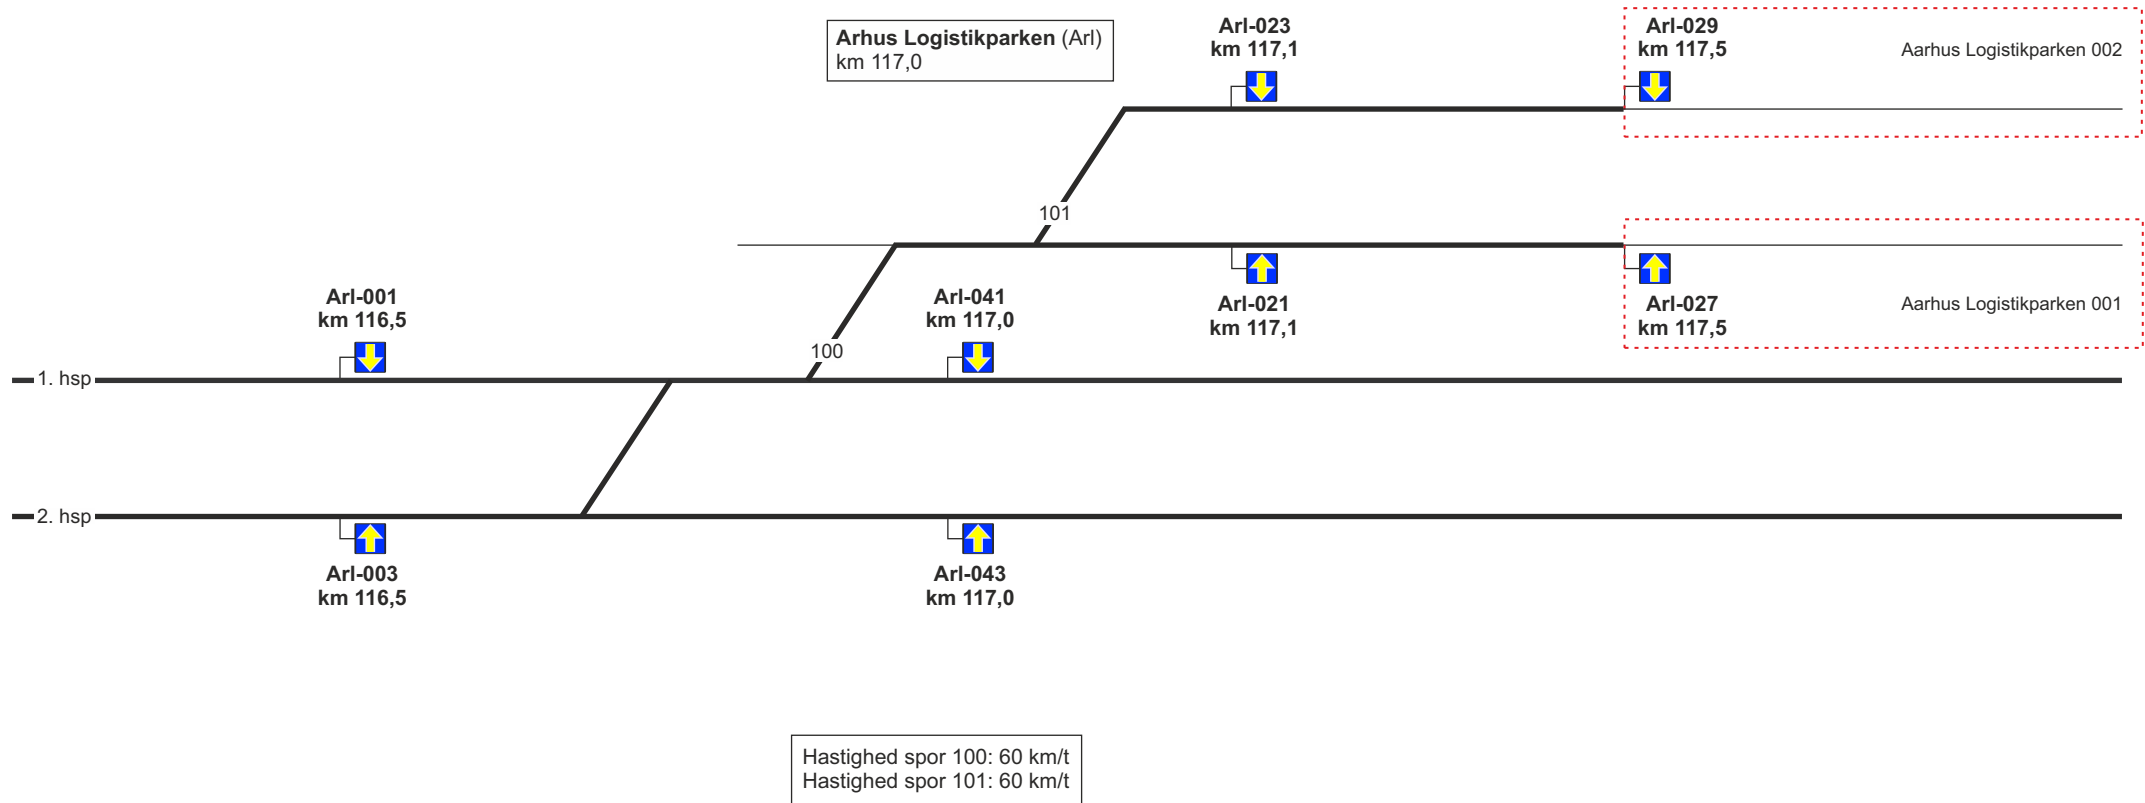 Arhus Logistikparken (Arl)
km 117,0
Arl-023
km 117,1
Arl-029
km 117,5
Aarhus Logistikparken 002
101
Arl-001
km 116,5
Arl-041
km 117,0
Arl-021
km 117,1
Arl-027
km 117,5
Aarhus Logistikparken 001
100
1. hsp
2. hsp
Arl-003
km 116,5
Arl-043
km 117,0
Hastighed spor 100: 60 km/t
Hastighed spor 101: 60 km/t